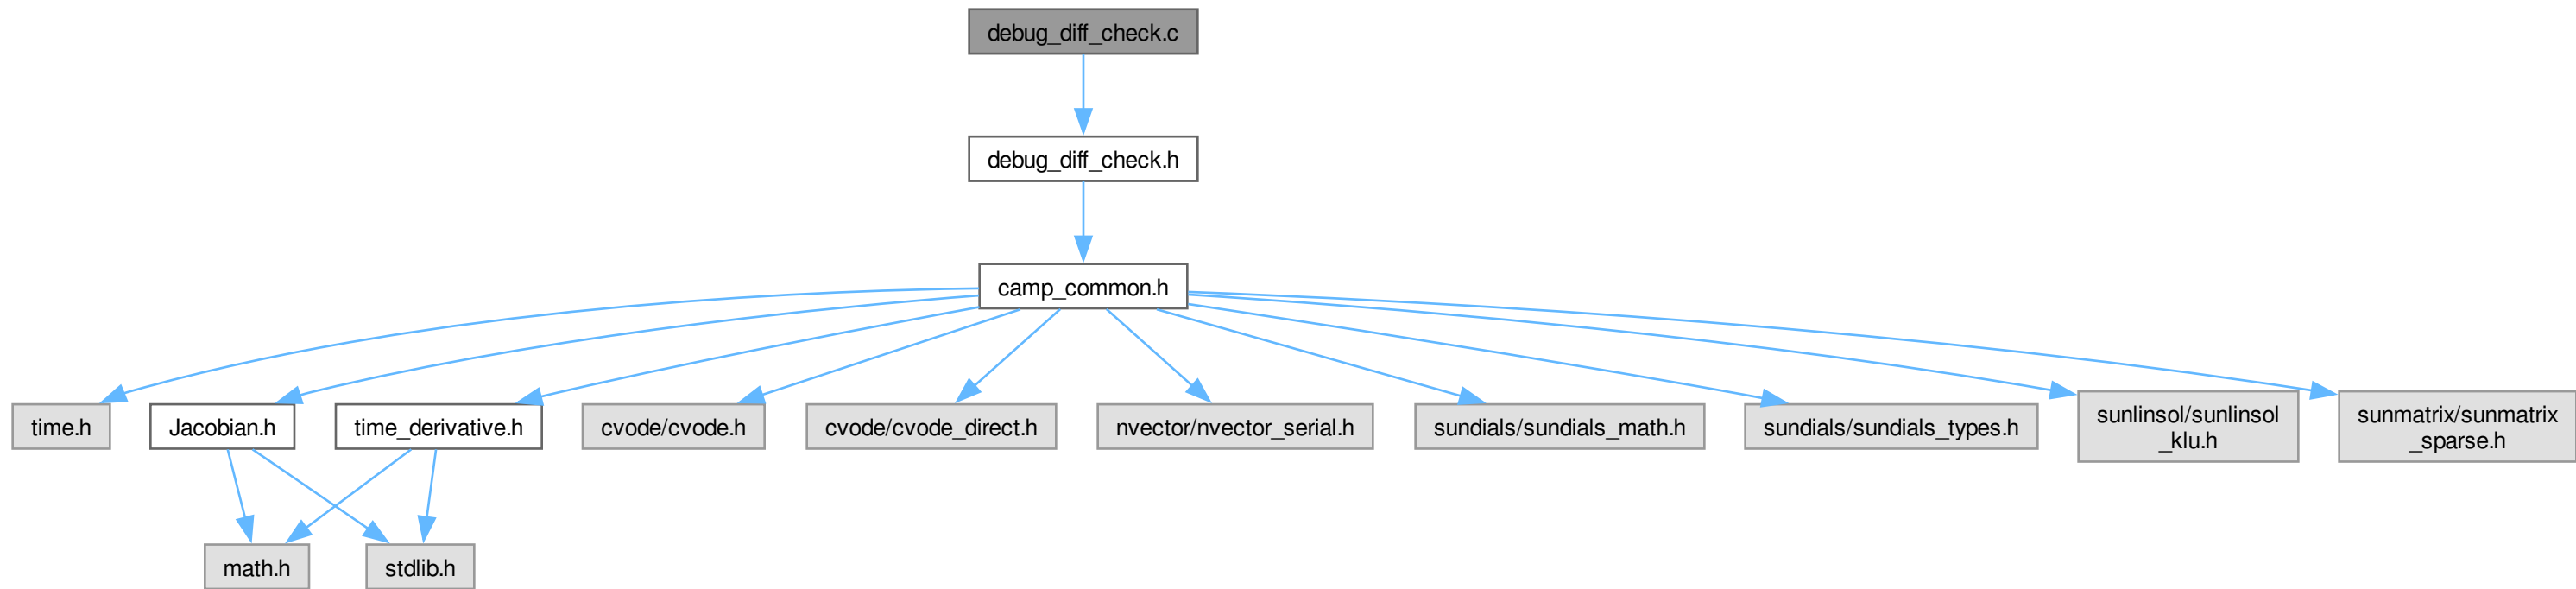 debug_diff_check.c
debug_diff_check.h
camp_common.h
time.h
Jacobian.h
time_derivative.h
cvode/cvode.h
cvode/cvode_direct.h
nvector/nvector_serial.h
sundials/sundials_math.h
sundials/sundials_types.h
sunlinsol/sunlinsol
_klu.h
sunmatrix/sunmatrix
_sparse.h
math.h
stdlib.h